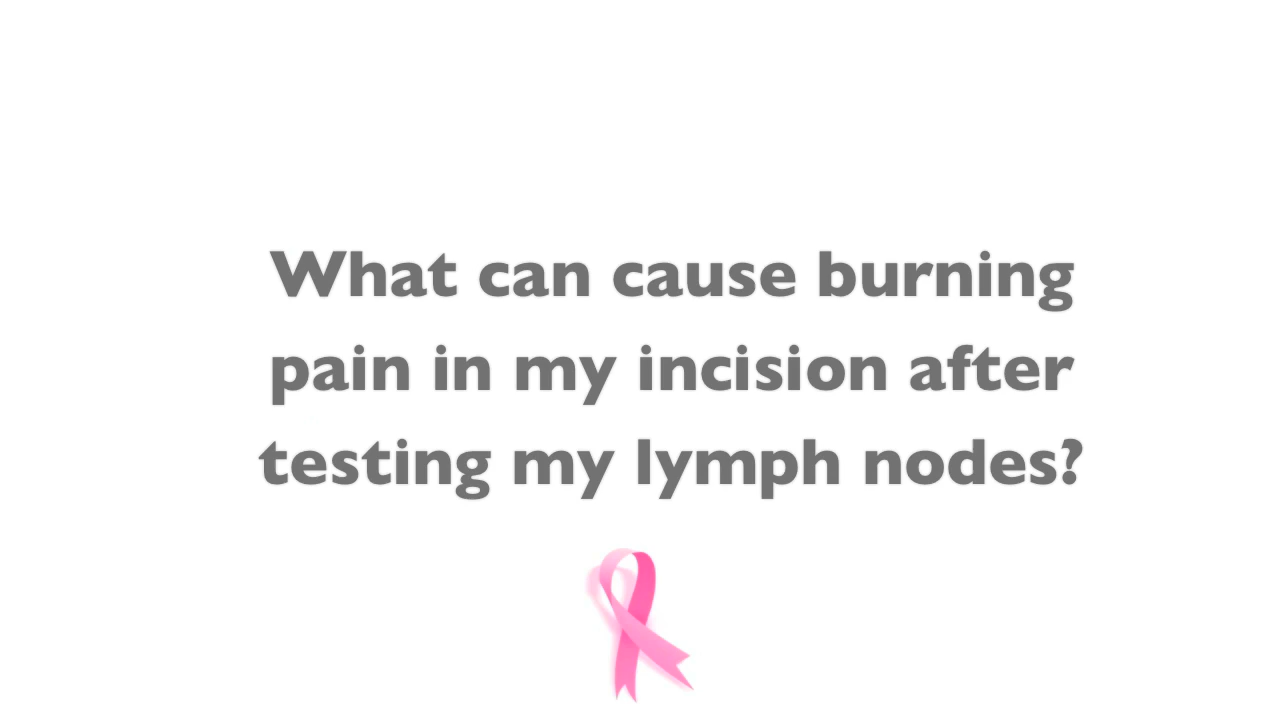 What can cause burning
pain in my incision after
testing my lymph nodes?